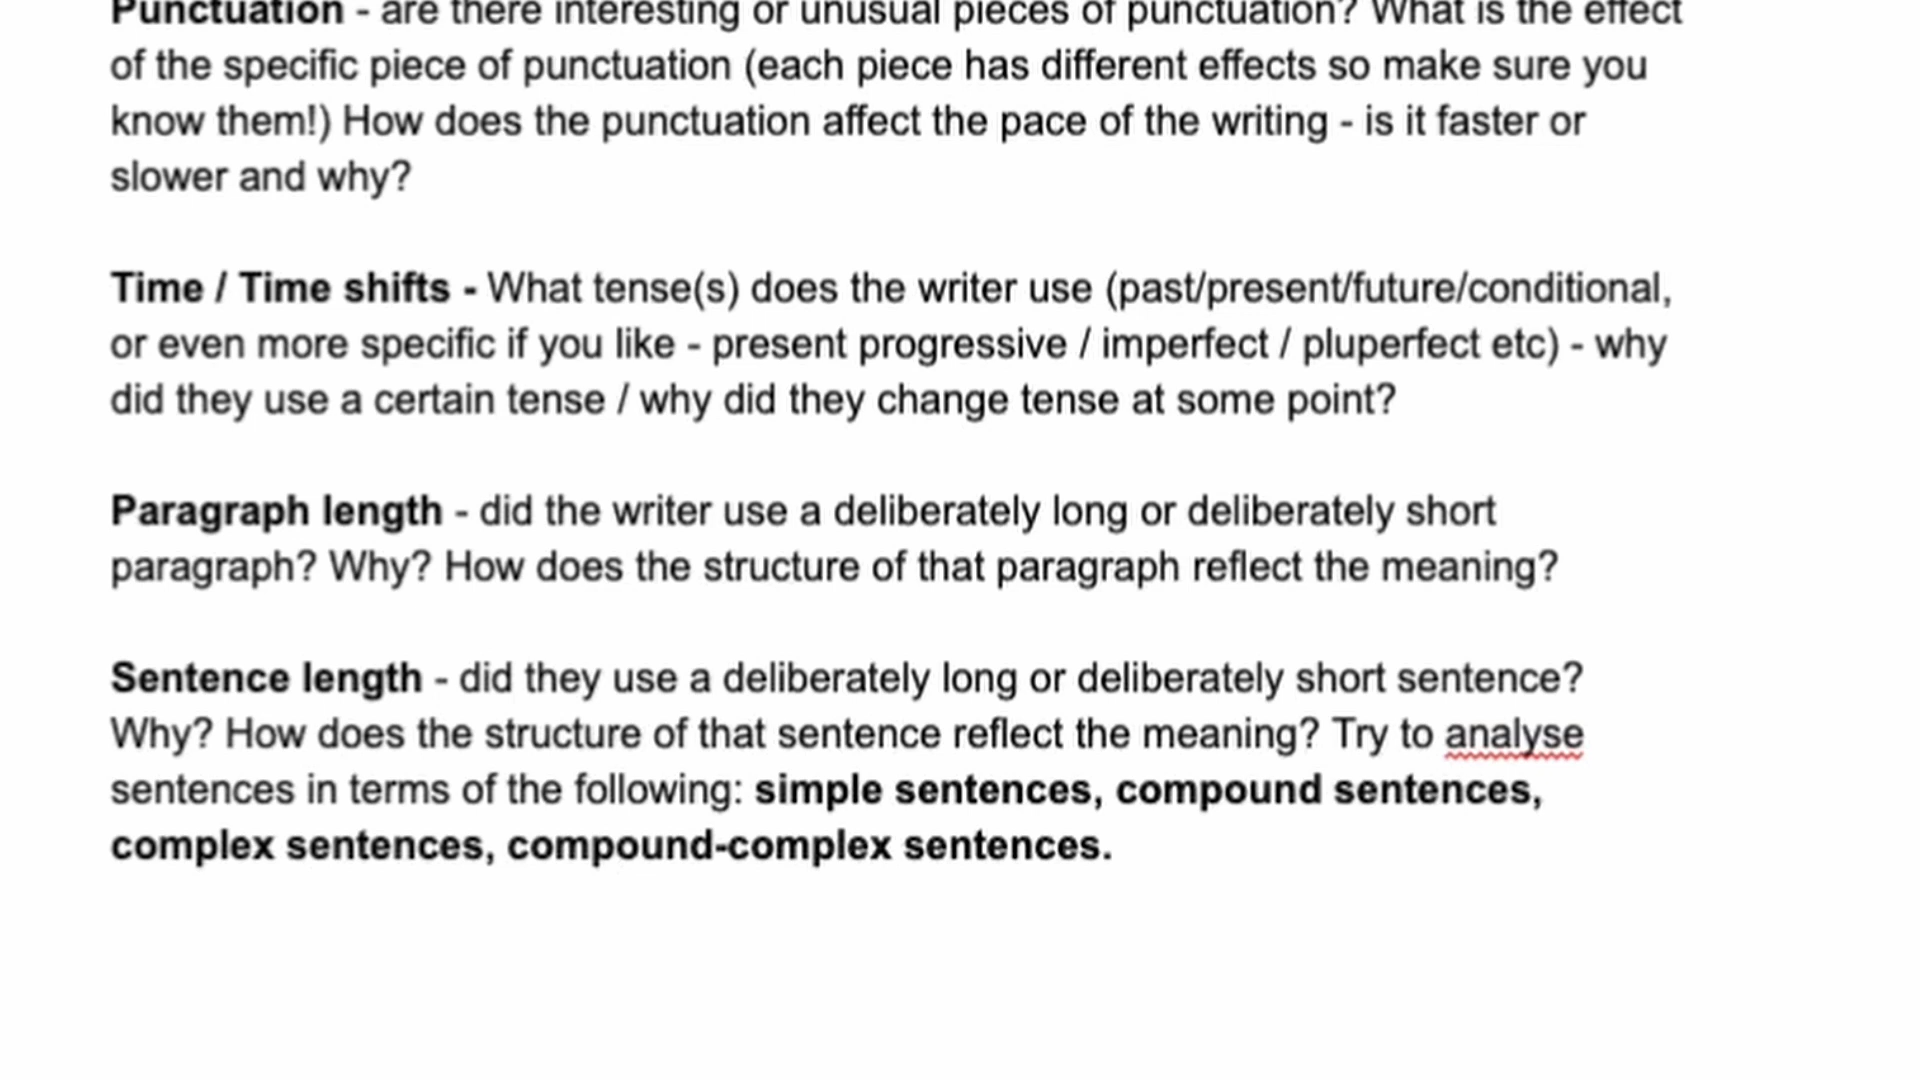 Punctuation - are there interesting or unusual pieces of punctuation? What is the effect
of the specific piece of punctuation (each piece has different effects so make sure you
know them!) How does the punctuation affect the pace of the writing - is it faster or
slower and why?
Time / Time shifts - What tense(s) does the writer use (past/present/future/conditional,
or even more specific if you like - present progressive / imperfect / pluperfect etc) - why
did they use a certain tense / why did they change tense at some point?
Paragraph length - did the writer use a deliberately long or deliberately short
paragraph? Why? How does the structure of that paragraph reflect the meaning?
Sentence length - did they use a deliberately long or deliberately short sentence?
Why? How does the structure of that sentence reflect the meaning? Try to analyse
sentences in terms of the following: simple sentences, compound sentences,
complex sentences, compound-complex sentences.